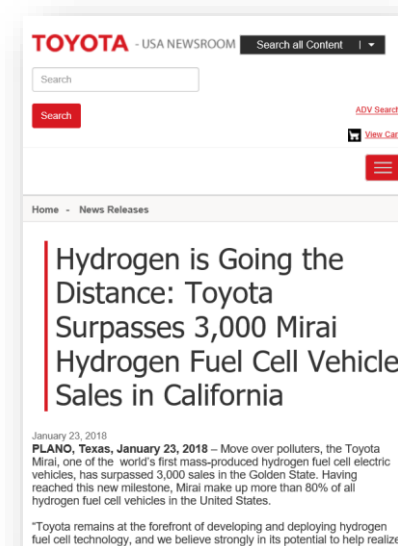 TOYOTA - USA NEWSROOM Search all Content
Search
Search
ADV Search
View Car
Home - News Releases
Hydrogen is Going the
Distance: Toyota
Surpasses 3,000 Mirai
Hydrogen Fuel Cell Vehicle
Sales in California
January 23, 2018
PLANO, Texas, January 23, 2018 – Move over polluters, the Toyota
Mirai, one of the world's first mass-produced hydrogen fuel cell electric
vehicles, has surpassed 3,000 sales in the Golden State. Having
reached this new milestone, Mirai make up more than 80% of all
hydrogen fuel cell vehicles in the United States.
"Toyota remains at the forefront of developing and deploying hydrogen
fuel cell technology, and we believe strongly in its potential to help realize